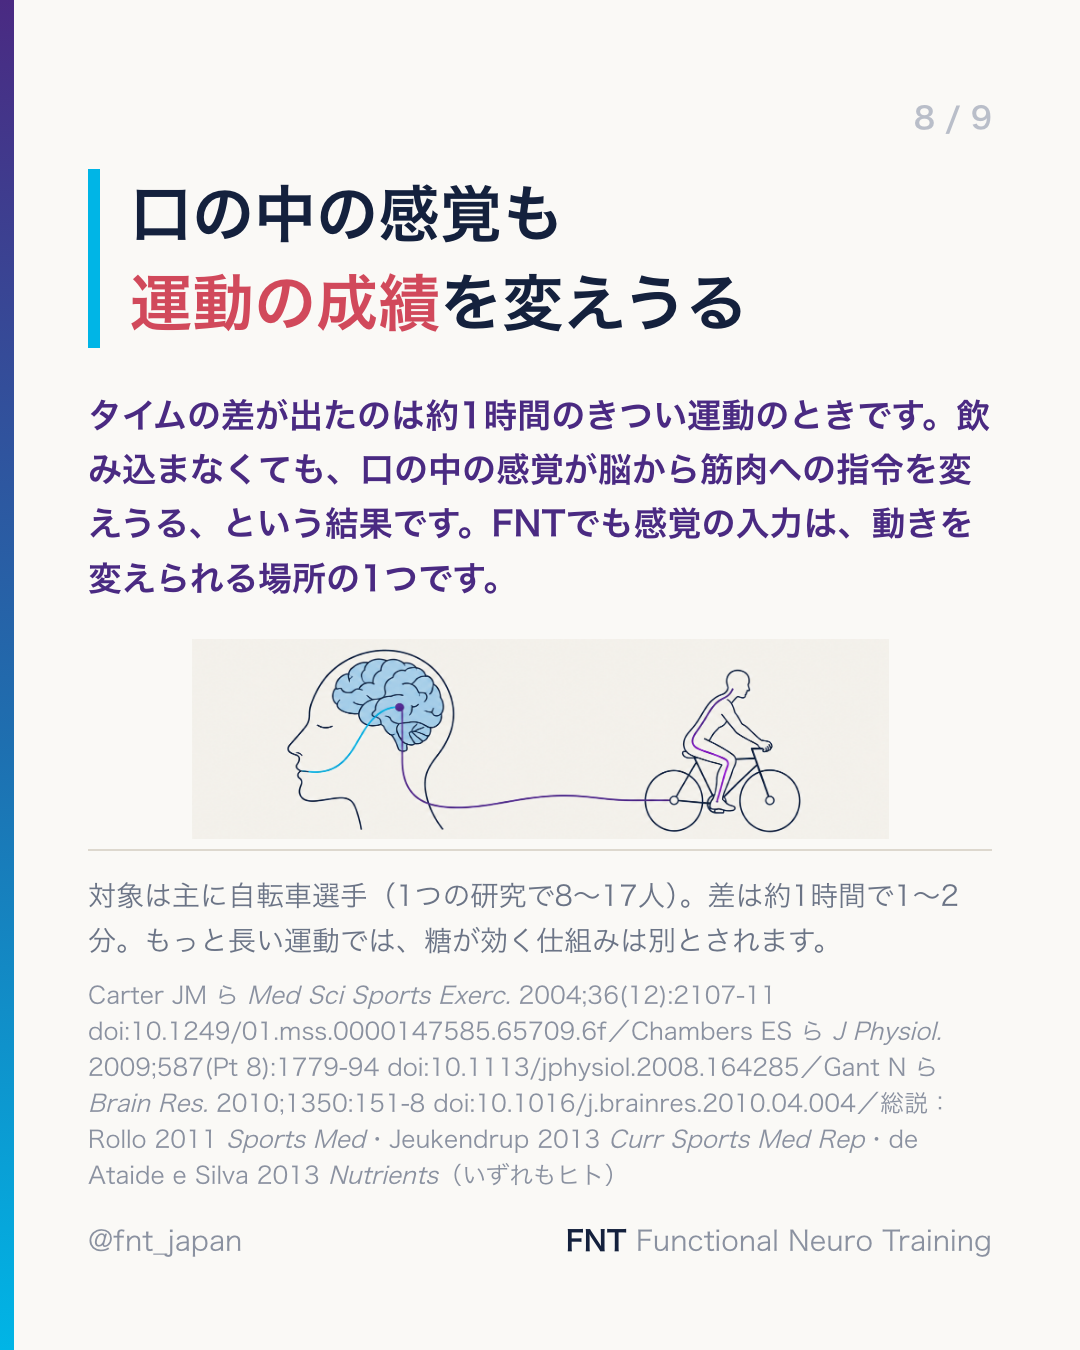 8 / 9
口の中の感覚も
運動の成績を変えうる
タイムの差が出たのは約1時間のきつい運動のときです。飲
み込まなくても、口の中の感覚が脳から筋肉への指令を変
えうる、という結果です。FNTでも感覚の入力は、動きを
変えられる場所の1つです。
対象は主に自転車選手（1つの研究で8〜17人）。差は約1時間で1〜2
分。もっと長い運動では、糖が効く仕組みは別とされます。
Carter JM ら Med Sci Sports Exerc. 2004;36(12):2107-11
doi:10.1249/01.mss.0000147585.65709.6f／Chambers ES ら J Physiol.
2009;587(Pt 8):1779-94 doi:10.1113/jphysiol.2008.164285／Gant N ら
Brain Res. 2010;1350:151-8 doi:10.1016/j.brainres.2010.04.004／総説：
Rollo 2011 Sports Med・Jeukendrup 2013 Curr Sports Med Rep・de
Ataide e Silva 2013 Nutrients（いずれもヒト）
@fnt_japan
FNT Functional Neuro Training